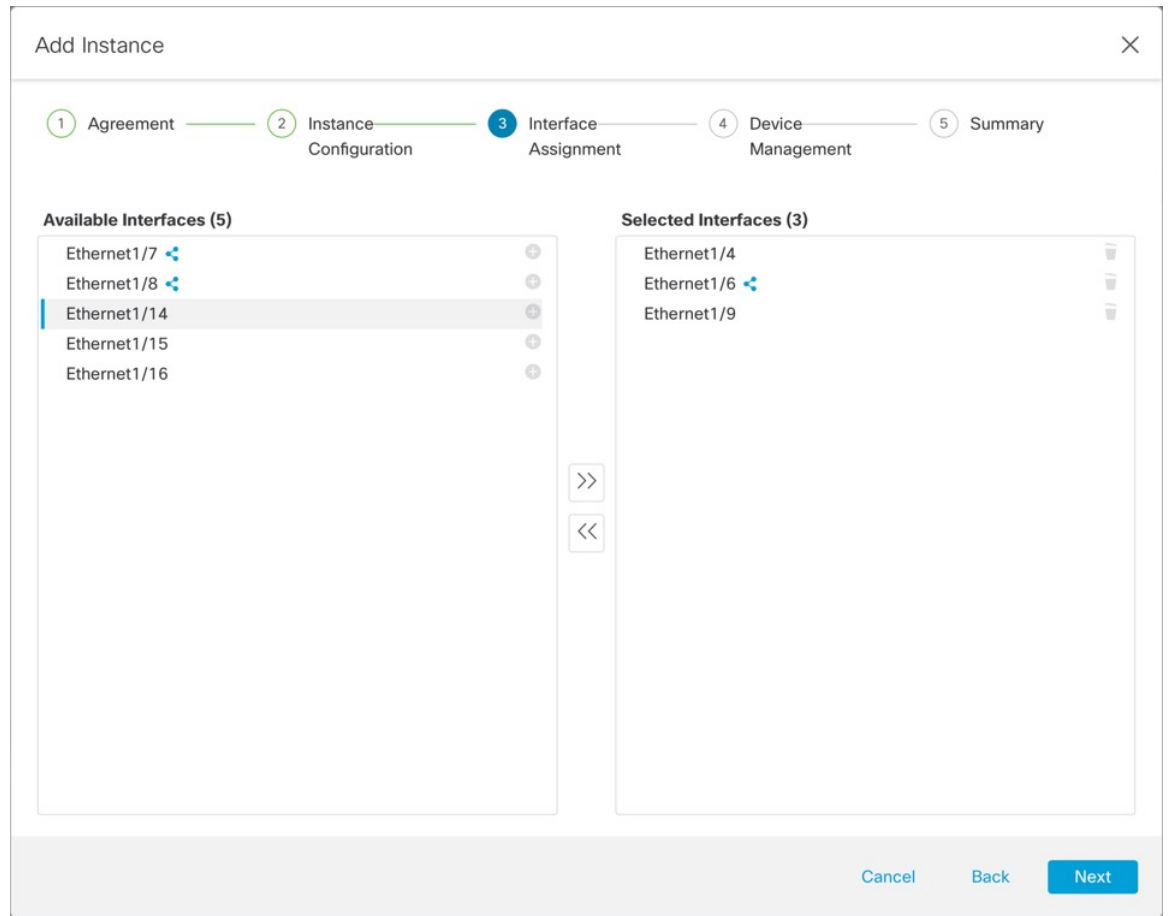 Add Instance
1 Agreement 2 Instance Configuration 3 Interface Assignment 4 Device Management 5 Summary
Available Interfaces (5)
Ethernet1/7
Ethernet1/8
Ethernet1/14
Ethernet1/15
Ethernet1/16
Selected Interfaces (3)
Ethernet1/4
Ethernet1/6
Ethernet1/9
Cancel Back Next